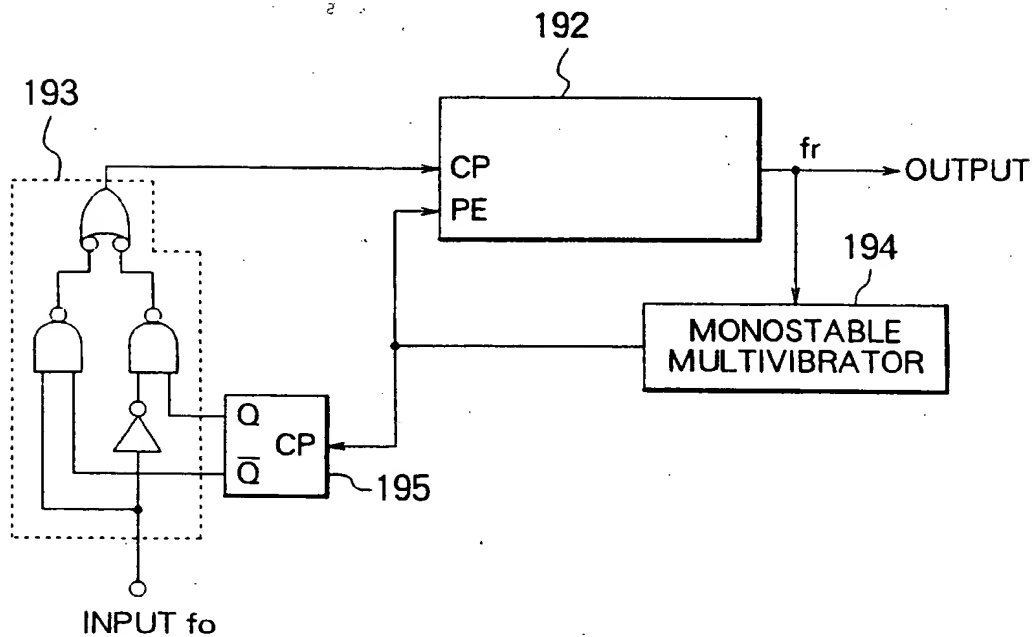 192
193
CP
PE
fr
OUTPUT
194
MONOSTABLE
MULTIVIBRATOR
Q
CP
Q̅
195
INPUT fo